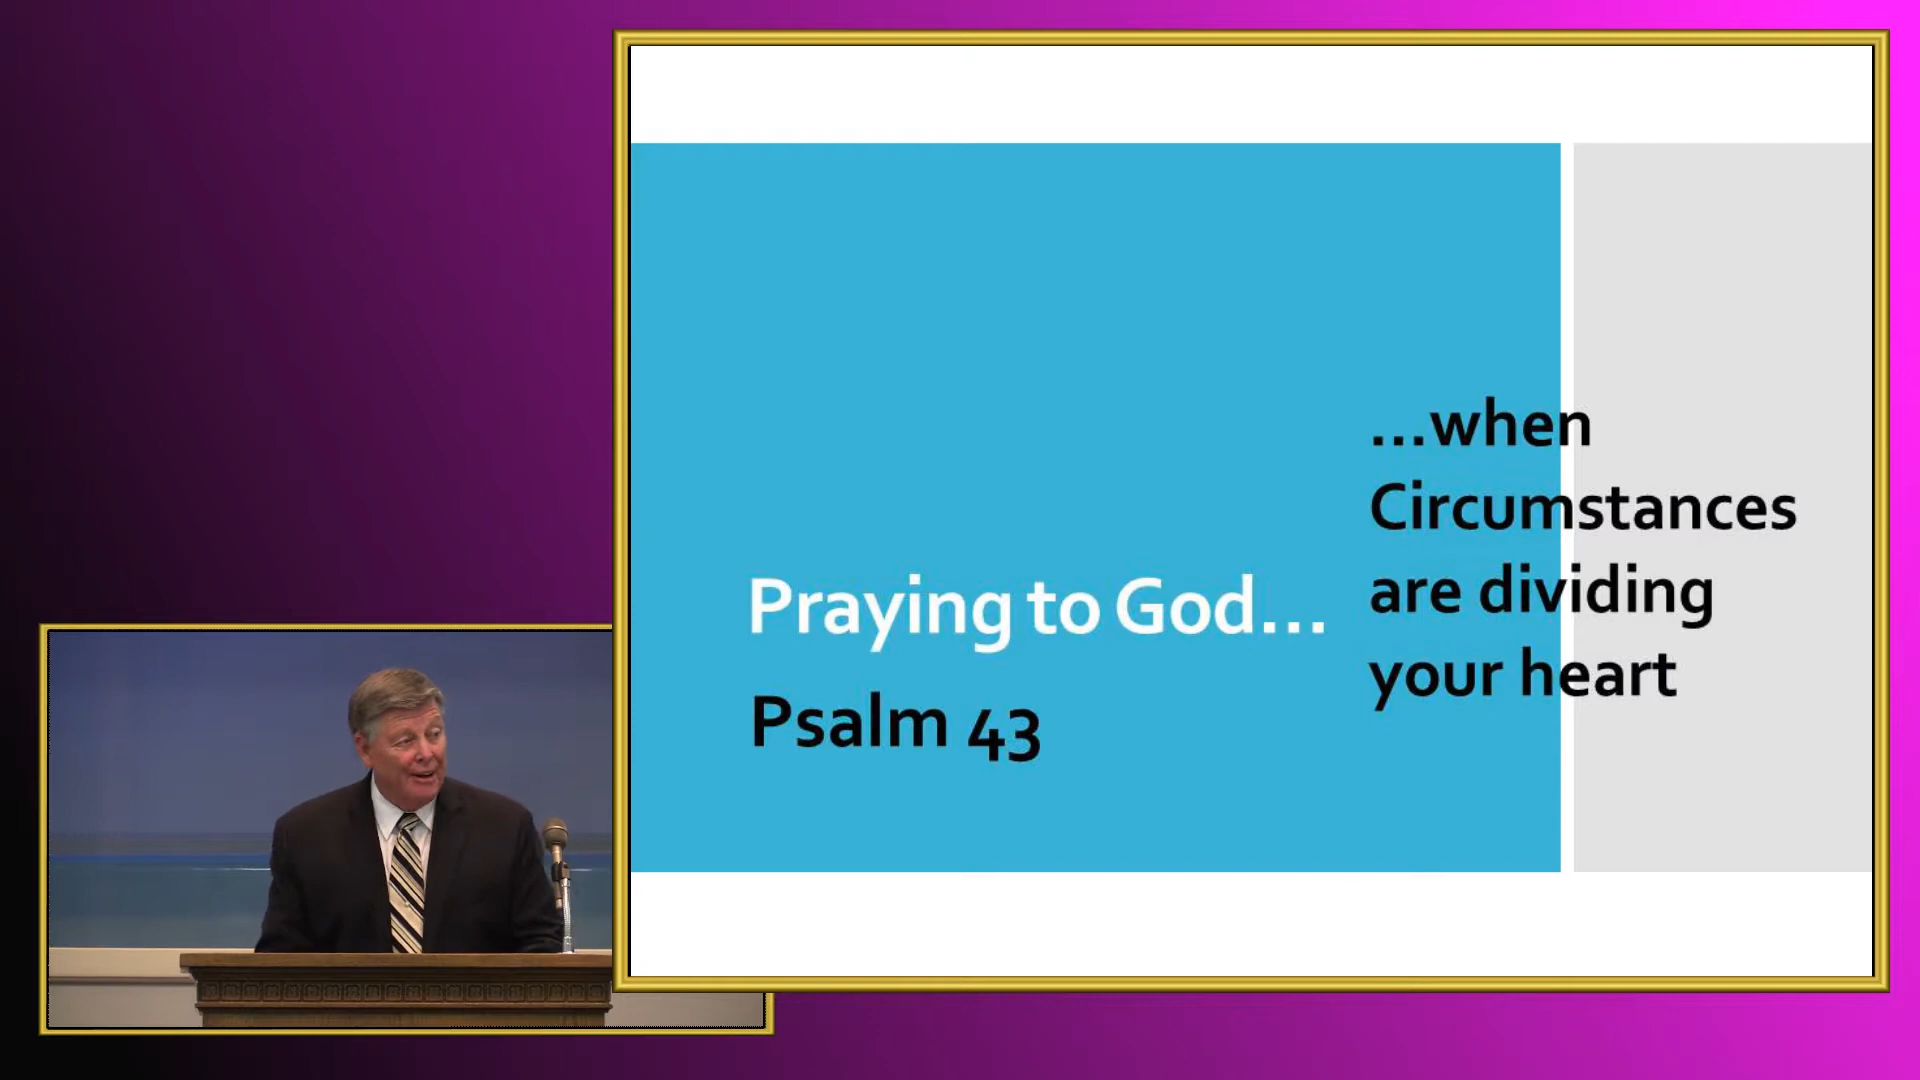 Praying to God...
Psalm 43
...when
Circumstances
are dividing
your heart